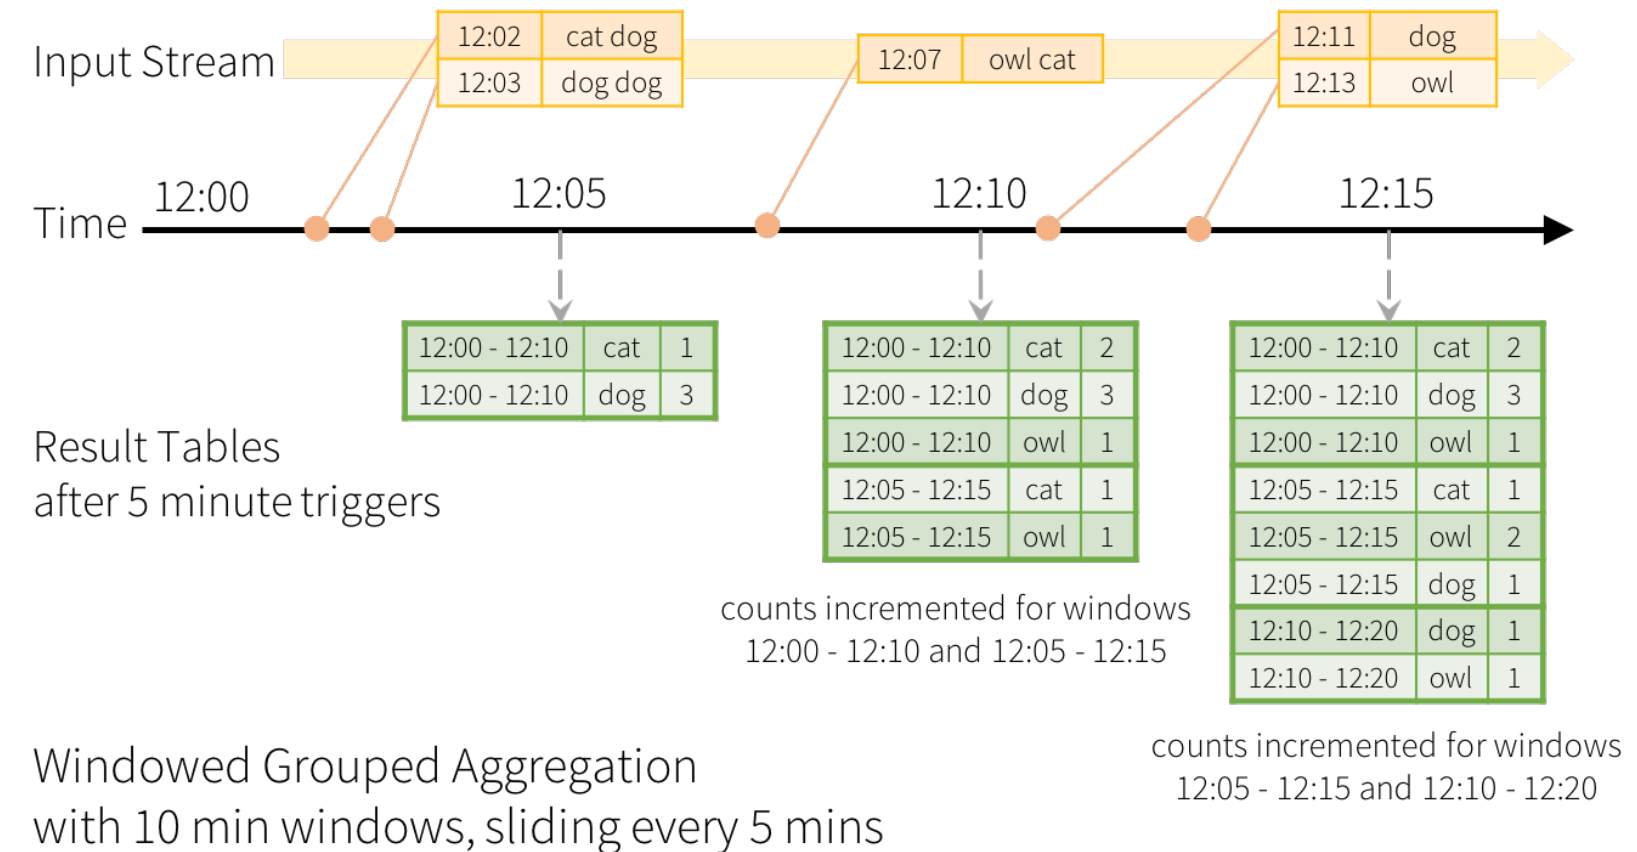 Input Stream
12:02 cat dog
12:03 dog dog
12:07 owl cat
12:11 dog
12:13 owl
Time
12:00
12:05
12:10
12:15
12:00 - 12:10 cat 1
12:00 - 12:10 dog 3
12:00 - 12:10 cat 2
12:00 - 12:10 dog 3
12:00 - 12:10 owl 1
12:05 - 12:15 cat 1
12:05 - 12:15 owl 1
12:00 - 12:10 cat 2
12:00 - 12:10 dog 3
12:00 - 12:10 owl 1
12:05 - 12:15 cat 1
12:05 - 12:15 owl 2
12:05 - 12:15 dog 1
12:10 - 12:20 dog 1
12:10 - 12:20 owl 1
Result Tables
after 5 minute triggers
counts incremented for windows
12:00 - 12:10 and 12:05 - 12:15
counts incremented for windows
12:05 - 12:15 and 12:10 - 12:20
Windowed Grouped Aggregation
with 10 min windows, sliding every 5 mins